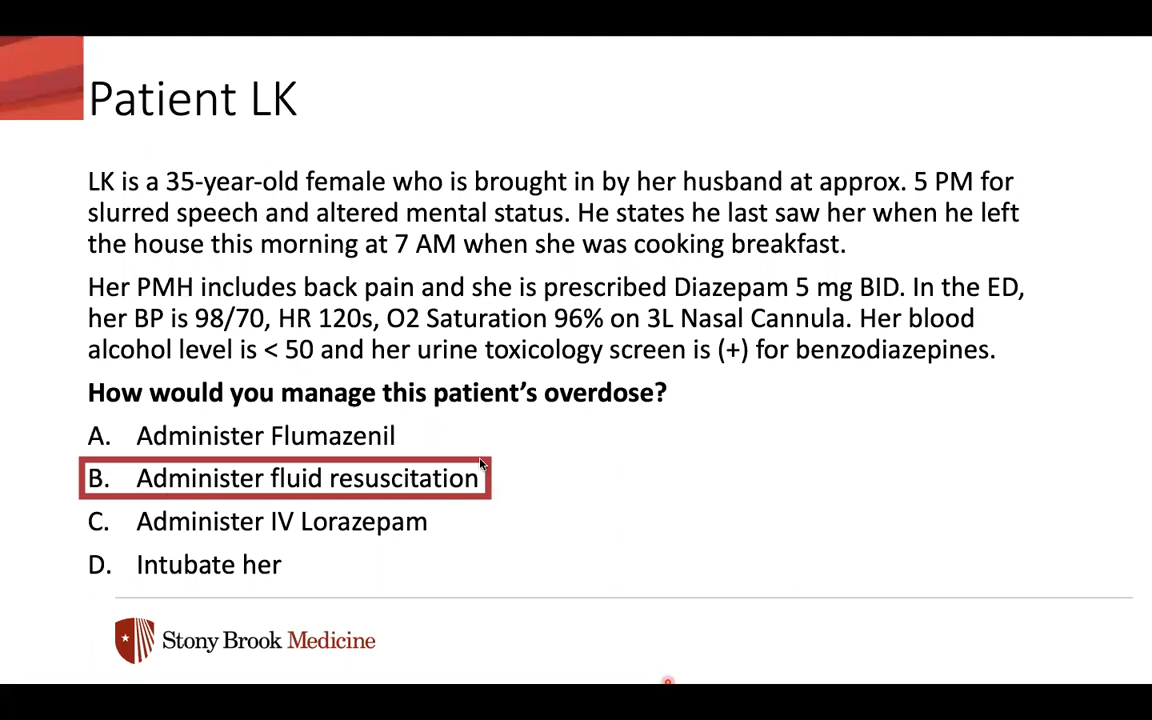 Patient LK
LK is a 35-year-old female who is brought in by her husband at approx. 5 PM for
slurred speech and altered mental status. He states he last saw her when he left
the house this morning at 7 AM when she was cooking breakfast.
Her PMH includes back pain and she is prescribed Diazepam 5 mg BID. In the ED,
her BP is 98/70, HR 120s, O2 Saturation 96% on 3L Nasal Cannula. Her blood
alcohol level is < 50 and her urine toxicology screen is (+) for benzodiazepines.
How would you manage this patient’s overdose?
A. Administer Flumazenil
B. Administer fluid resuscitation
C. Administer IV Lorazepam
D. Intubate her
Stony Brook Medicine